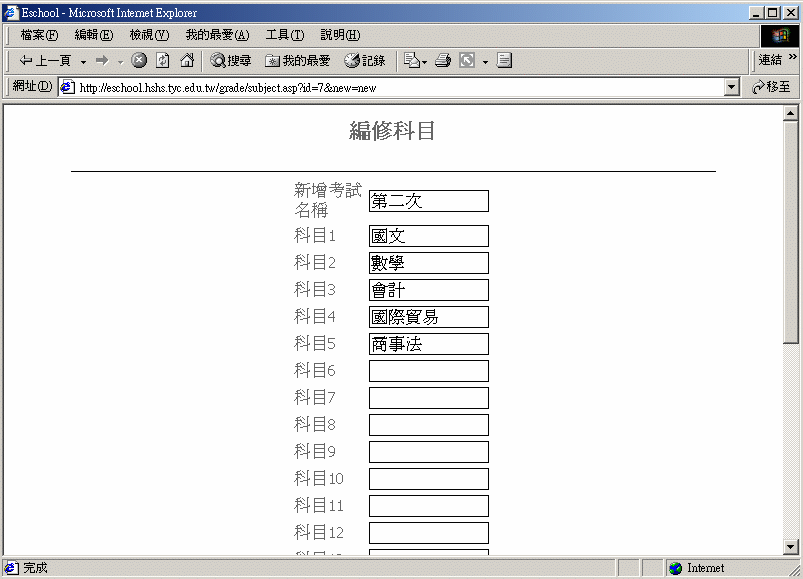 Eschool - Microsoft Internet Explorer
檔案(F) 編輯(E) 檢視(V) 我的最愛(A) 工具(T) 說明(H)
上一頁 搜尋 我的最愛 記錄 連結 »
網址(D) http://eschool.hshs.tyc.edu.tw/grade/subject.asp?id=7&new=new 移至
編修科目
新增考試
名稱 第二次
科目1 國文
科目2 數學
科目3 會計
科目4 國際貿易
科目5 商事法
科目6
科目7
科目8
科目9
科目10
科目11
科目12
完成 Internet